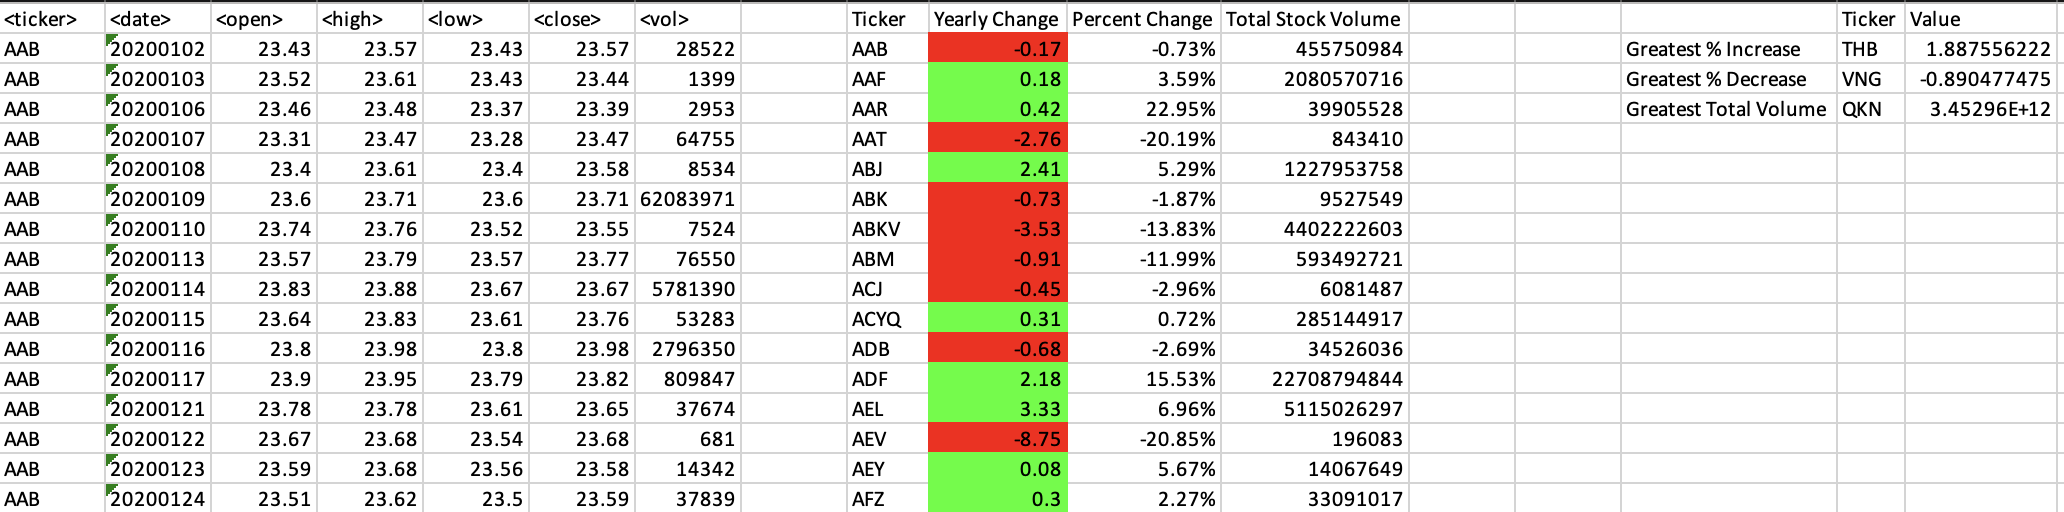 <ticker> <date> <open> <high> <low> <close> <vol> Ticker Yearly Change Percent Change Total Stock Volume Ticker Value
AAB 20200102 23.43 23.57 23.43 23.57 28522 AAB -0.17 -0.73% 455750984 Greatest % Increase THB 1.887556222
AAB 20200103 23.52 23.61 23.43 23.44 1399 AAF 0.18 3.59% 2080570716 Greatest % Decrease VNG -0.890477475
AAB 20200106 23.46 23.48 23.37 23.39 2953 AAR 0.42 22.95% 39905528 Greatest Total Volume QKN 3.45296E+12
AAB 20200107 23.31 23.47 23.28 23.47 64755 AAT -2.76 -20.19% 843410
AAB 20200108 23.4 23.61 23.4 23.58 8534 ABJ 2.41 5.29% 1227953758
AAB 20200109 23.6 23.71 23.6 23.71 62083971 ABK -0.73 -1.87% 9527549
AAB 20200110 23.74 23.76 23.52 23.55 7524 ABKV -3.53 -13.83% 4402222603
AAB 20200113 23.57 23.79 23.57 23.77 76550 ABM -0.91 -11.99% 593492721
AAB 20200114 23.83 23.88 23.67 23.67 5781390 ACJ -0.45 -2.96% 6081487
AAB 20200115 23.64 23.83 23.61 23.76 53283 ACYQ 0.31 0.72% 285144917
AAB 20200116 23.8 23.98 23.8 23.98 2796350 ADB -0.68 -2.69% 34526036
AAB 20200117 23.9 23.95 23.79 23.82 809847 ADF 2.18 15.53% 22708794844
AAB 20200121 23.78 23.78 23.61 23.65 37674 AEL 3.33 6.96% 5115026297
AAB 20200122 23.67 23.68 23.54 23.68 681 AEV -8.75 -20.85% 196083
AAB 20200123 23.59 23.68 23.56 23.58 14342 AEY 0.08 5.67% 14067649
AAB 20200124 23.51 23.62 23.5 23.59 37839 AFZ 0.3 2.27% 33091017